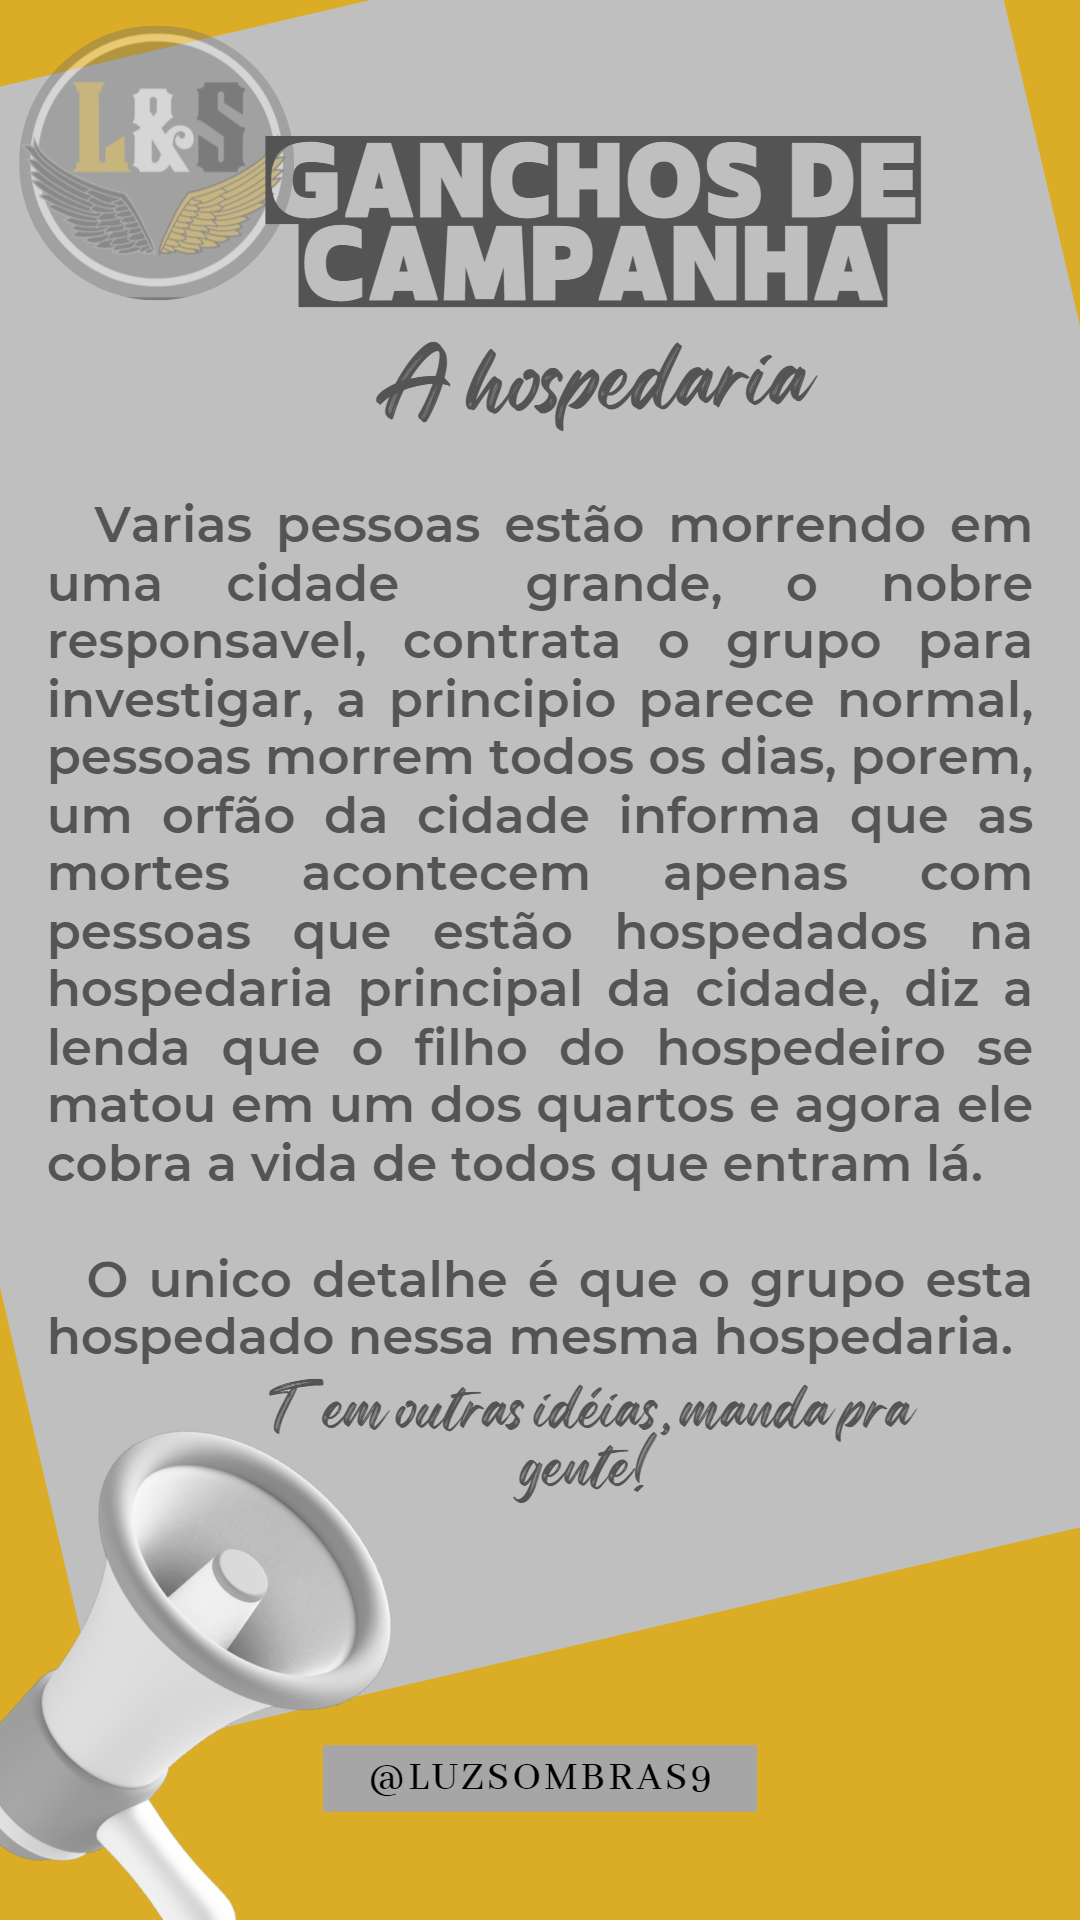 L&S
GANCHOS DE
CAMPANHA
A hospedaria
Varias pessoas estão morrendo em
uma cidade grande, o nobre
responsavel, contrata o grupo para
investigar, a principio parece normal,
pessoas morrem todos os dias, porem,
um orfão da cidade informa que as
mortes acontecem apenas com
pessoas que estão hospedados na
hospedaria principal da cidade, diz a
lenda que o filho do hospedeiro se
matou em um dos quartos e agora ele
cobra a vida de todos que entram lá.
O unico detalhe é que o grupo esta
hospedado nessa mesma hospedaria.
Tem outras idéias, manda pra
gente!
@LUZSOMBRAS9